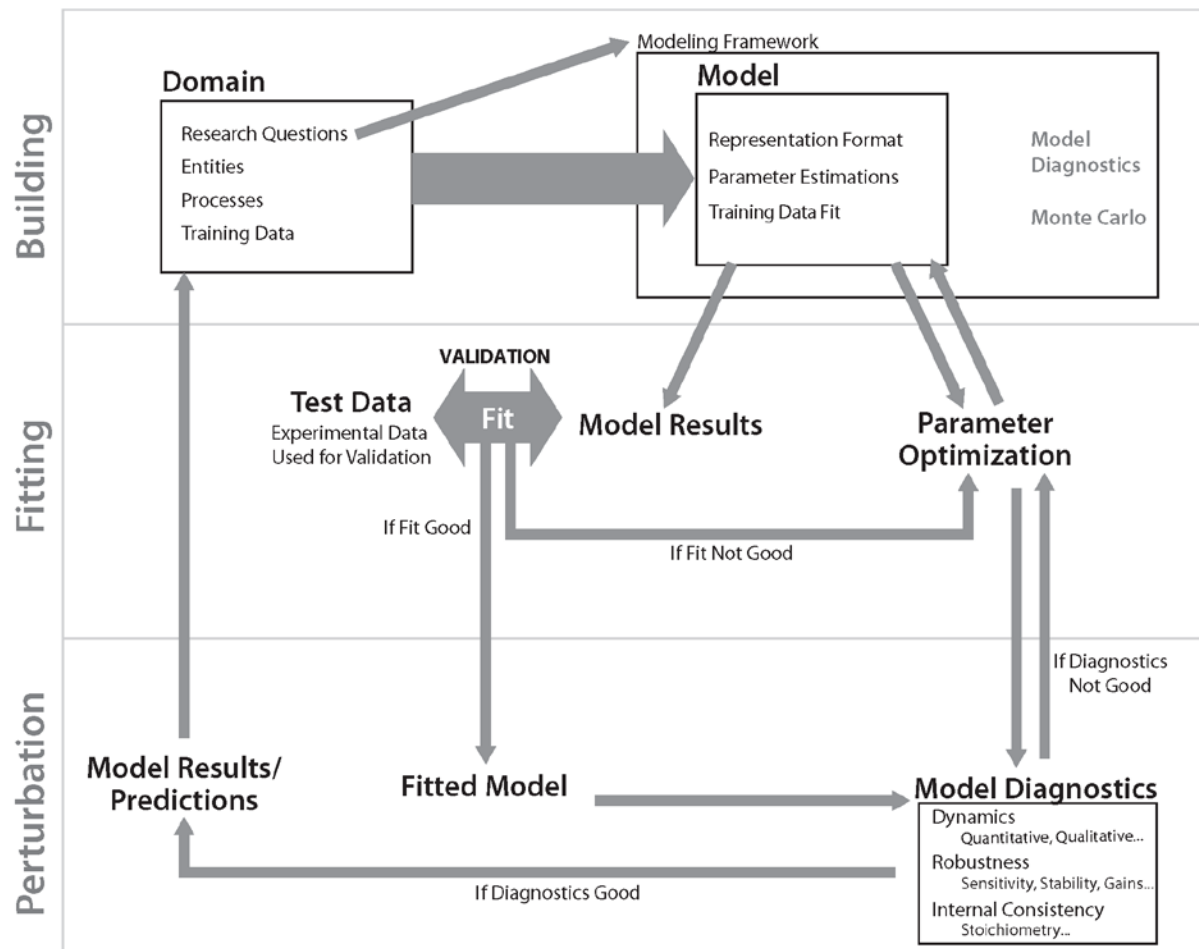 Building
Modeling Framework
Domain
Research Questions
Entities
Processes
Training Data
Model
Representation Format
Parameter Estimations
Training Data Fit
Model
Diagnostics
Monte Carlo
Fitting
VALIDATION
Test Data
Experimental Data
Used for Validation
Fit
Model Results
Parameter
Optimization
If Fit Good
If Fit Not Good
Perturbation
If Diagnostics
Not Good
Model Results/
Predictions
Fitted Model
Model Diagnostics
Dynamics
Quantitative, Qualitative...
Robustness
Sensitivity, Stability, Gains...
Internal Consistency
Stoichiometry...
If Diagnostics Good